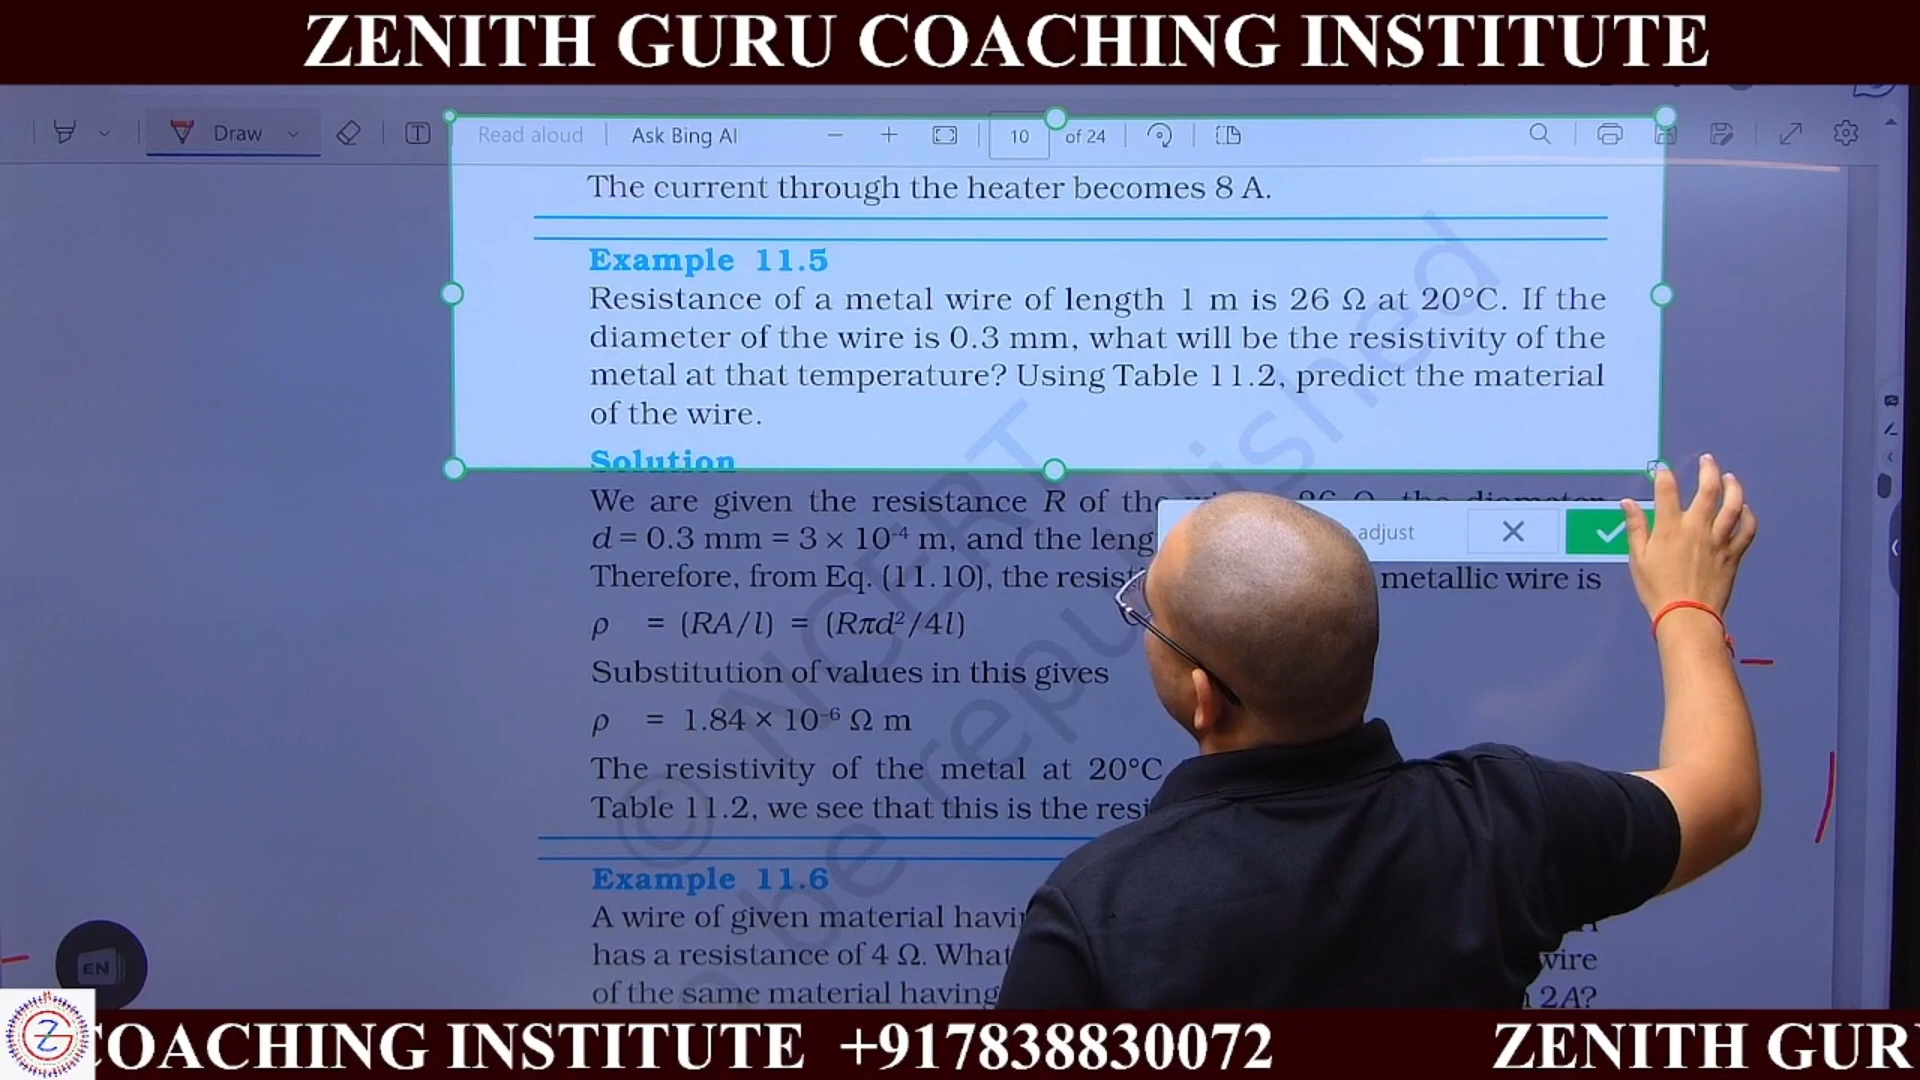 ZENITH GURU COACHING INSTITUTE
Draw
T
Read aloud
Ask Bing AI
10
of 24
The current through the heater becomes 8 A.
Example 11.5
Resistance of a metal wire of length 1 m is 26 Ω at 20°C. If the
diameter of the wire is 0.3 mm, what will be the resistivity of the
metal at that temperature? Using Table 11.2, predict the material
of the wire.
Solution
We are given the resistance R of the
d = 0.3 mm = 3 × 10⁻⁴ m, and the leng
adjust
Therefore, from Eq. (11.10), the resis metallic wire is
ρ = (RA/l) = (Rπd²/4l)
Substitution of values in this gives
ρ = 1.84 × 10⁻⁶ Ω m
The resistivity of the metal at 20°C
Table 11.2, we see that this is the resi
Example 11.6
A wire of given material havin
has a resistance of 4 Ω. What wire
of the same material having 2A?
© NCERT
be republished
EN
Z
COACHING INSTITUTE +917838830072 ZENITH GUR